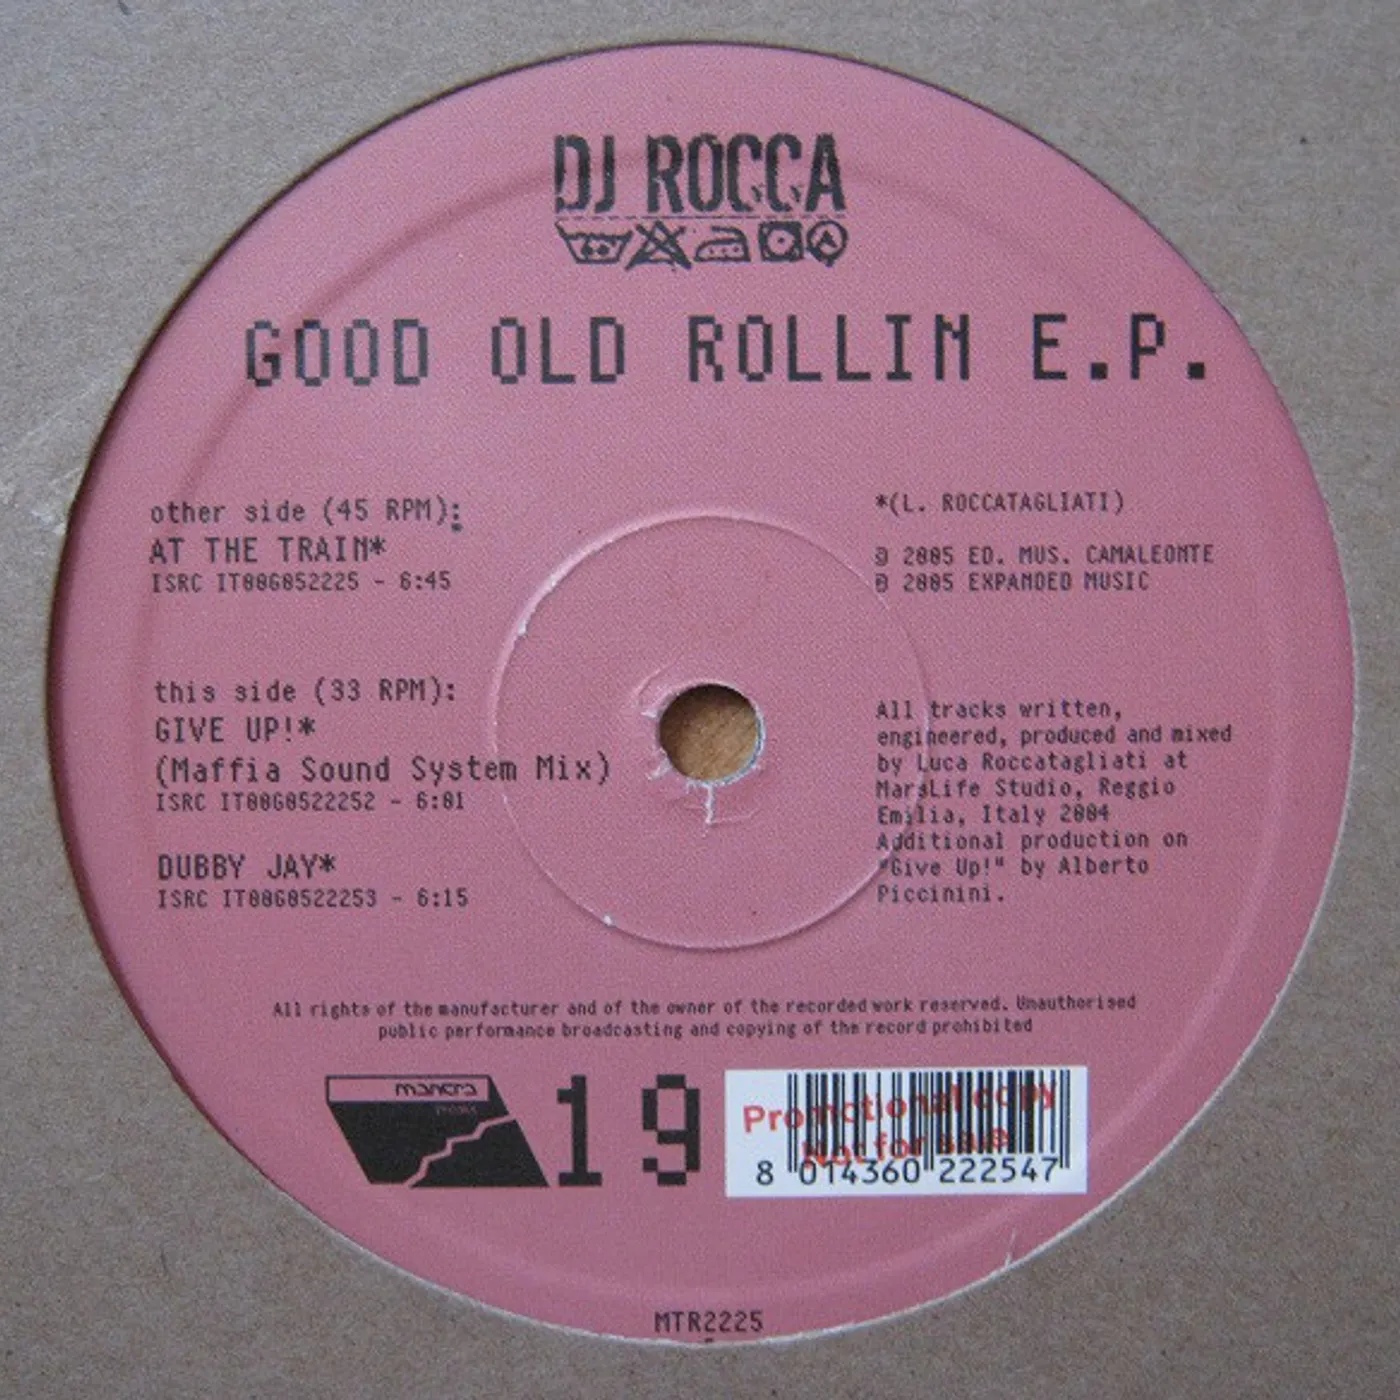 DJ ROCCA
GOOD OLD ROLLIN E.P.
other side (45 RPM):
AT THE TRAIN*
ISRC IT00G052225 - 6:45
this side (33 RPM):
GIVE UP!*
(Maffia Sound System Mix)
ISRC IT00G0522252 - 6:01
DUBBY JAY*
ISRC IT00G0522253 - 6:15
*(L. ROCCATAGLIATI)
2005 ED. MUS. CAMALEONTE
℗ 2005 EXPANDED MUSIC
All tracks written,
engineered, produced and mixed
by Luca Roccatagliati at
MarsLife Studio, Reggio
Emilia, Italy 2004
Additional production on
"Give Up!" by Alberto
Piccinini.
All rights of the manufacturer and of the owner of the recorded work reserved. Unauthorised
public performance broadcasting and copying of the record prohibited
mantra
19
Promotional copy
Not for sale
8 014360 222547
MTR2225